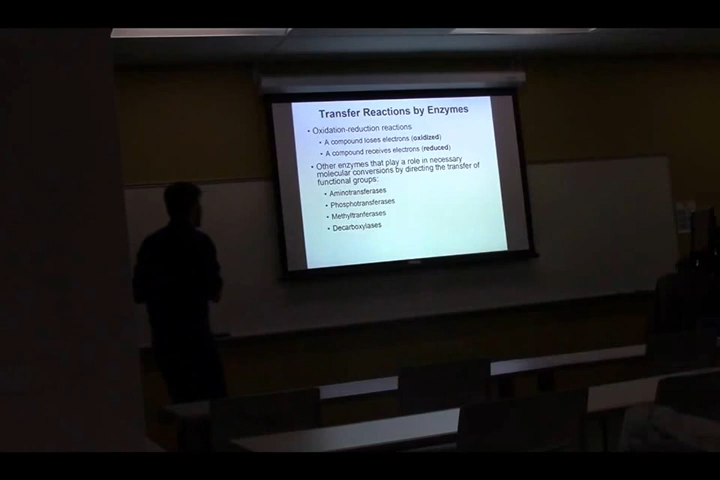 Transfer Reactions by Enzymes
• Oxidation-reduction reactions
• A compound loses electrons (oxidized)
• A compound receives electrons (reduced)
• Other enzymes that play a role in necessary
molecular conversions by directing the transfer of
functional groups:
• Aminotransferases
• Phosphotransferases
• Methyltranferases
• Decarboxylases